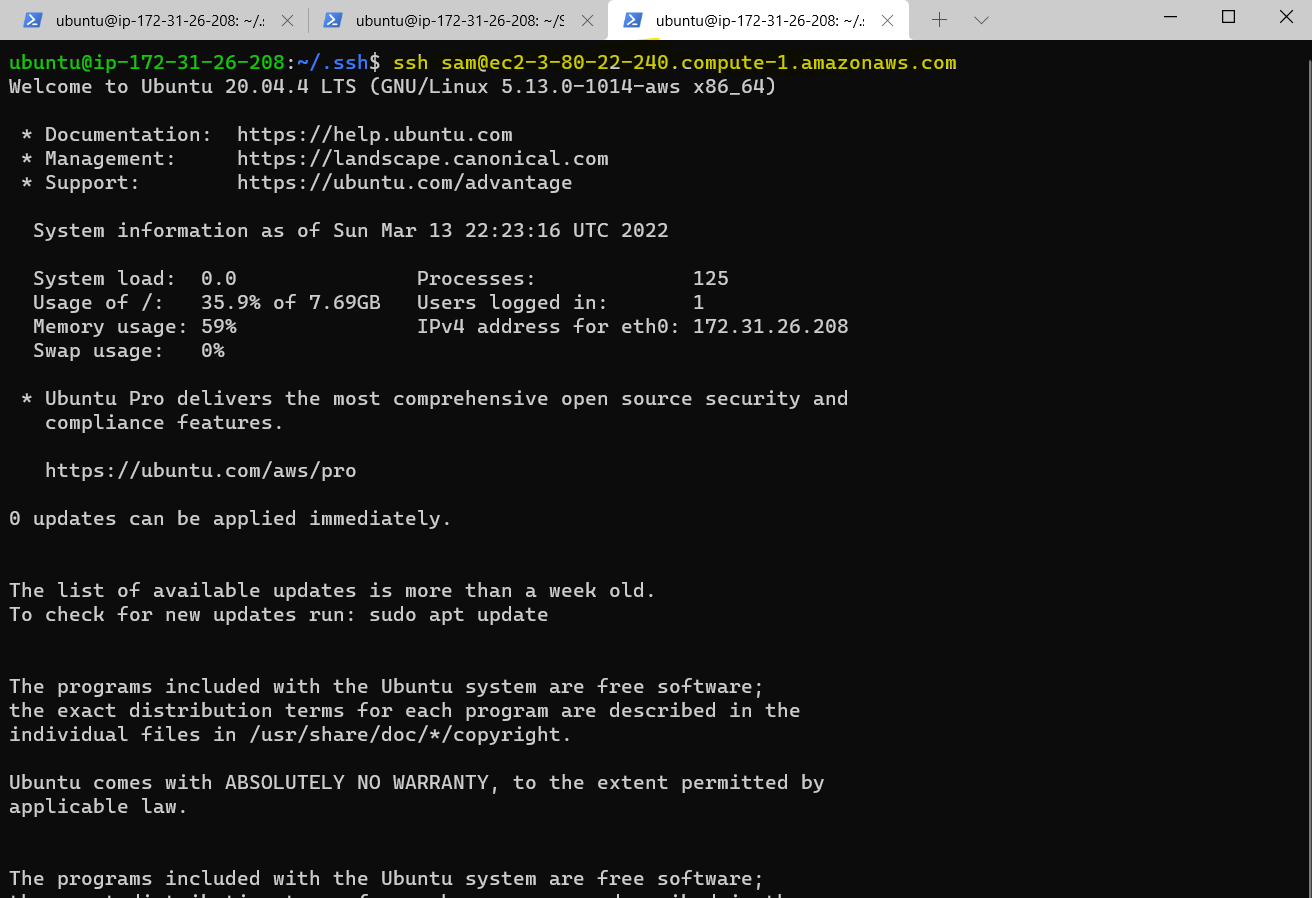 ubuntu@ip-172-31-26-208: ~/.s ubuntu@ip-172-31-26-208: ~/S ubuntu@ip-172-31-26-208: ~/.s
ubuntu@ip-172-31-26-208:~/.ssh$ ssh sam@ec2-3-80-22-240.compute-1.amazonaws.com
Welcome to Ubuntu 20.04.4 LTS (GNU/Linux 5.13.0-1014-aws x86_64)
* Documentation: https://help.ubuntu.com
* Management: https://landscape.canonical.com
* Support: https://ubuntu.com/advantage
System information as of Sun Mar 13 22:23:16 UTC 2022
System load: 0.0 Processes: 125
Usage of /: 35.9% of 7.69GB Users logged in: 1
Memory usage: 59% IPv4 address for eth0: 172.31.26.208
Swap usage: 0%
* Ubuntu Pro delivers the most comprehensive open source security and
compliance features.
https://ubuntu.com/aws/pro
0 updates can be applied immediately.
The list of available updates is more than a week old.
To check for new updates run: sudo apt update
The programs included with the Ubuntu system are free software;
the exact distribution terms for each program are described in the
individual files in /usr/share/doc/*/copyright.
Ubuntu comes with ABSOLUTELY NO WARRANTY, to the extent permitted by
applicable law.
The programs included with the Ubuntu system are free software;